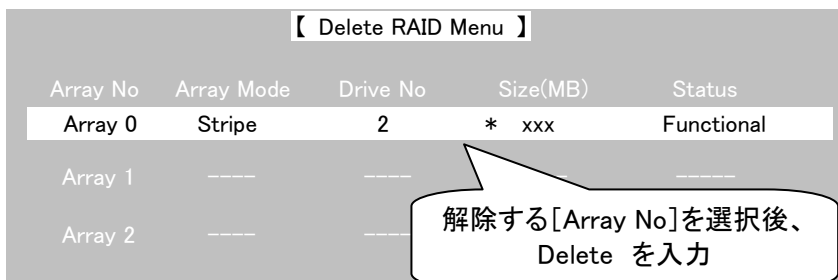 【 Delete RAID Menu 】
Array No Array Mode Drive No Size(MB) Status
Array 0 Stripe 2 * xxx Functional
Array 1 ---- ---- -----
Array 2 ---- ----
解除する[Array No]を選択後、
Delete を入力